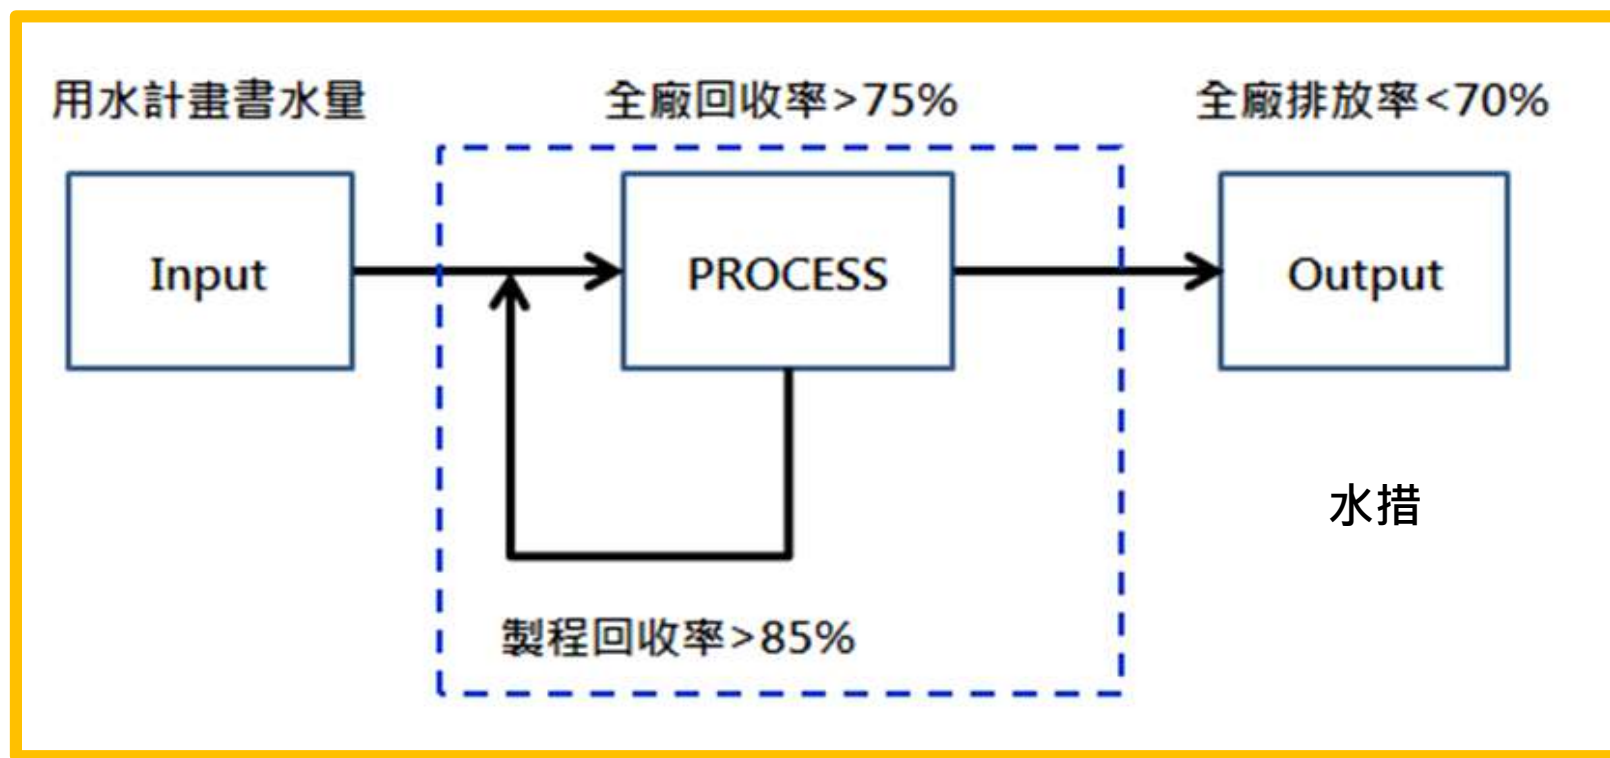 用水計畫書水量
全廠回收率>75%
全廠排放率<70%
Input
PROCESS
Output
水措
製程回收率>85%